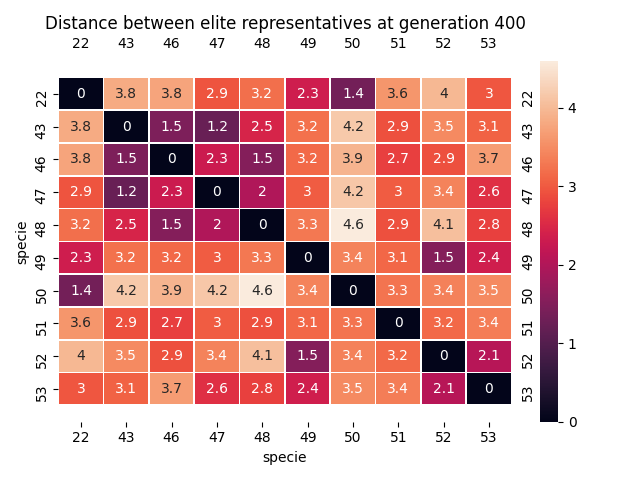 Distance between elite representatives at generation 400
22 43 46 47 48 49 50 51 52 53
22 0 3.8 3.8 2.9 3.2 2.3 1.4 3.6 4 3 22
43 3.8 0 1.5 1.2 2.5 3.2 4.2 2.9 3.5 3.1 43
46 3.8 1.5 0 2.3 1.5 3.2 3.9 2.7 2.9 3.7 46
47 2.9 1.2 2.3 0 2 3 4.2 3 3.4 2.6 47
48 3.2 2.5 1.5 2 0 3.3 4.6 2.9 4.1 2.8 48
49 2.3 3.2 3.2 3 3.3 0 3.4 3.1 1.5 2.4 49
50 1.4 4.2 3.9 4.2 4.6 3.4 0 3.3 3.4 3.5 50
51 3.6 2.9 2.7 3 2.9 3.1 3.3 0 3.2 3.4 51
52 4 3.5 2.9 3.4 4.1 1.5 3.4 3.2 0 2.1 52
53 3 3.1 3.7 2.6 2.8 2.4 3.5 3.4 2.1 0 53
22 43 46 47 48 49 50 51 52 53
specie
specie
4
3
2
1
0